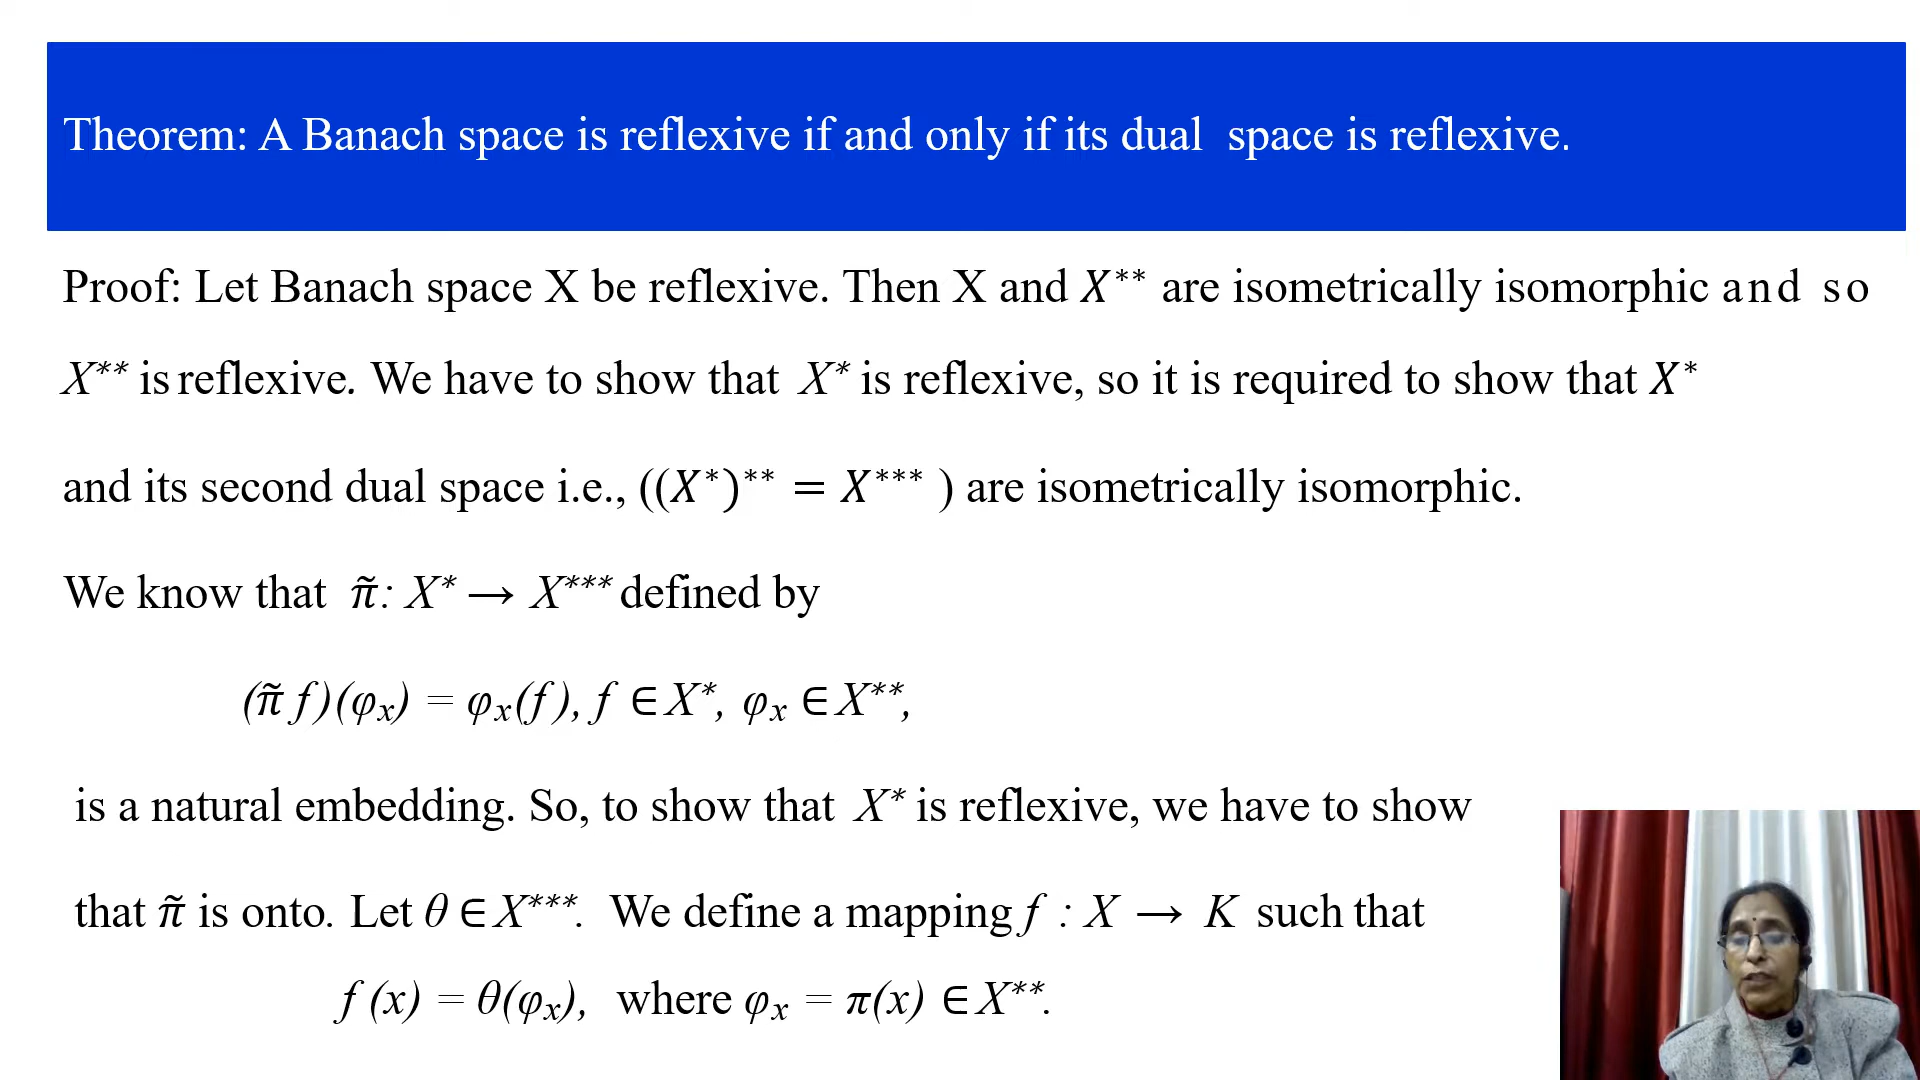 Theorem: A Banach space is reflexive if and only if its dual space is reflexive.
Proof: Let Banach space X be reflexive. Then X and X** are isometrically isomorphic and so
X** is reflexive. We have to show that X* is reflexive, so it is required to show that X*
and its second dual space i.e., ((X*)** = X*** ) are isometrically isomorphic.
We know that π̃: X* → X*** defined by
(π̃ f)(φₓ) = φₓ(f), f ∈ X*, φₓ ∈ X**,
is a natural embedding. So, to show that X* is reflexive, we have to show
that π̃ is onto. Let θ ∈ X***. We define a mapping f : X → K such that
f (x) = θ(φₓ), where φₓ = π(x) ∈ X**.